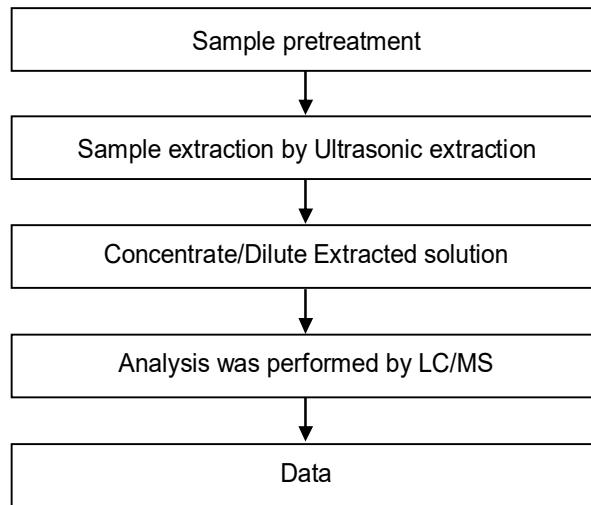 Sample pretreatment
Sample extraction by Ultrasonic extraction
Concentrate/Dilute Extracted solution
Analysis was performed by LC/MS
Data